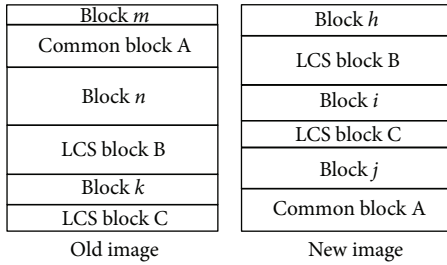 Block m
Common block A
Block n
LCS block B
Block k
LCS block C
Old image
Block h
LCS block B
Block i
LCS block C
Block j
Common block A
New image